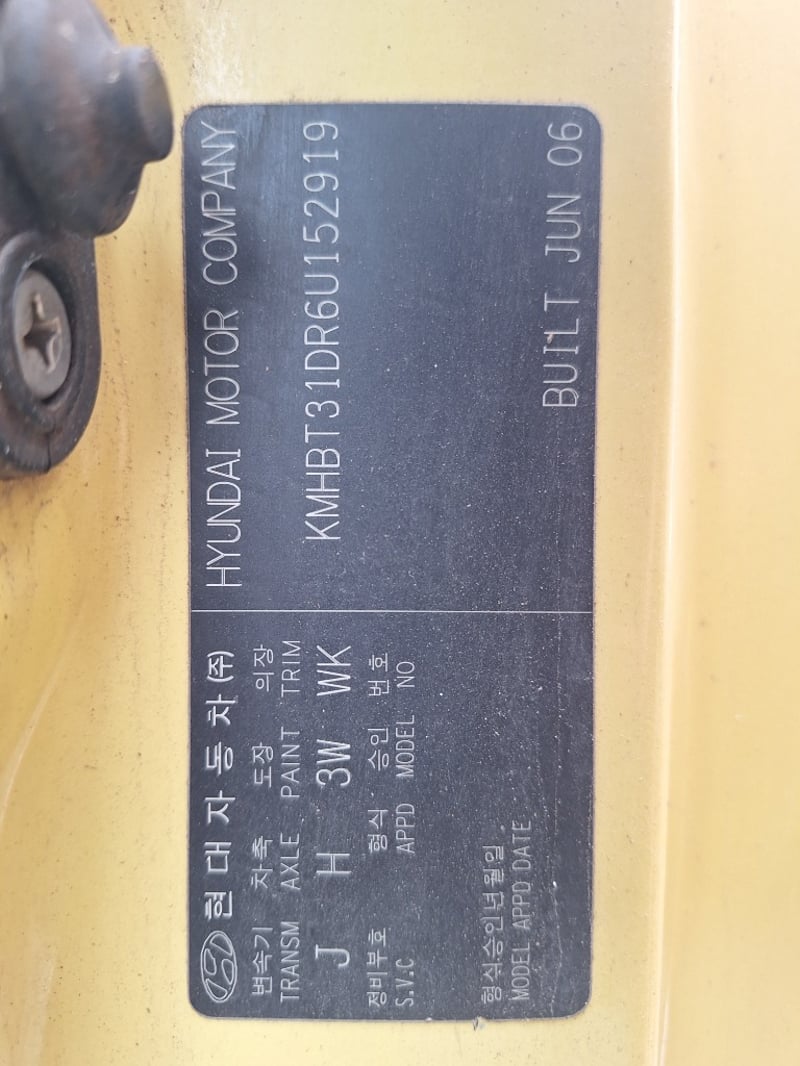 현대자동차(주)
변속기 차축 도장 의장
TRANSM AXLE PAINT TRIM
J H 3W WK
정비부호 형식 승인 번호
S.V.C APPD MODEL NO
형식승인년월일
MODEL APPD DATE
HYUNDAI MOTOR COMPANY
KMHBT31DR6U152919
BUILT JUN 06